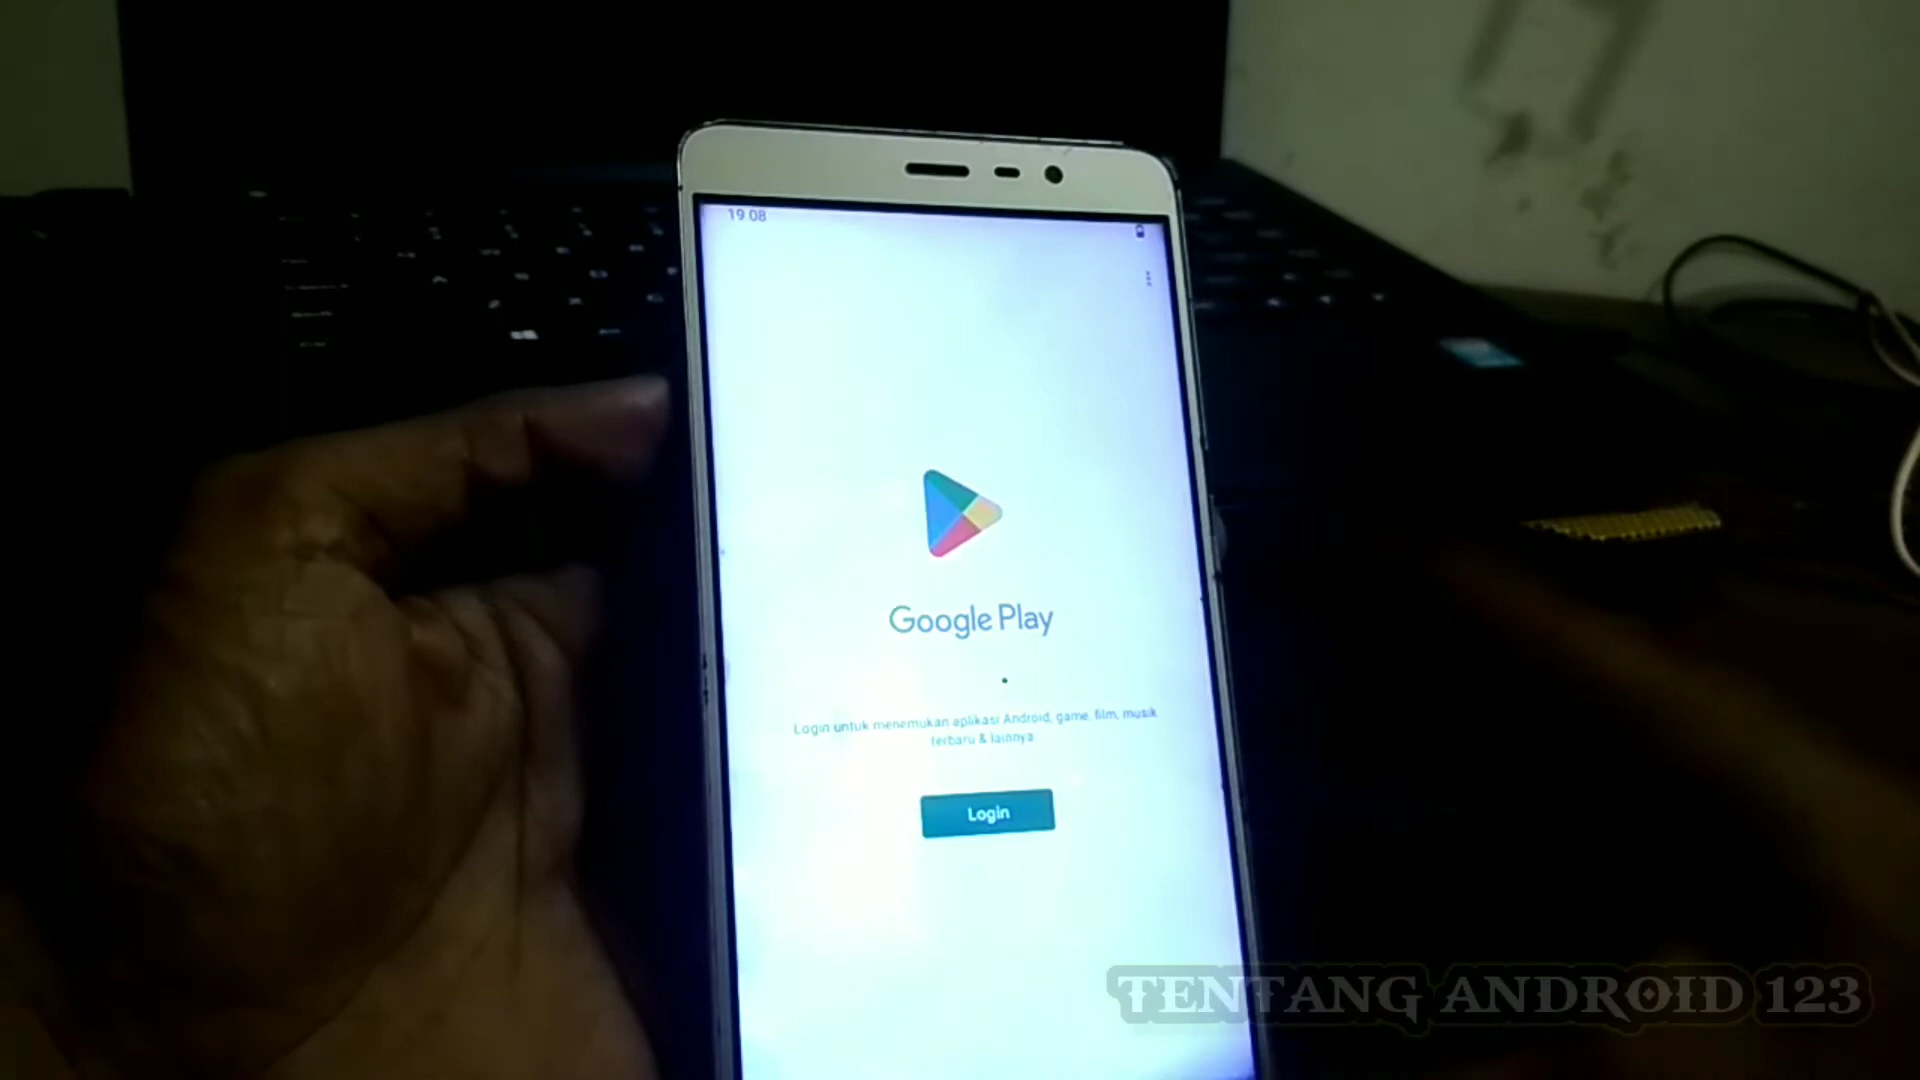 19 08
Google Play
Login untuk menemukan aplikasi Android, game, film, musik
terbaru & lainnya
Login
TENTANG ANDROID 123